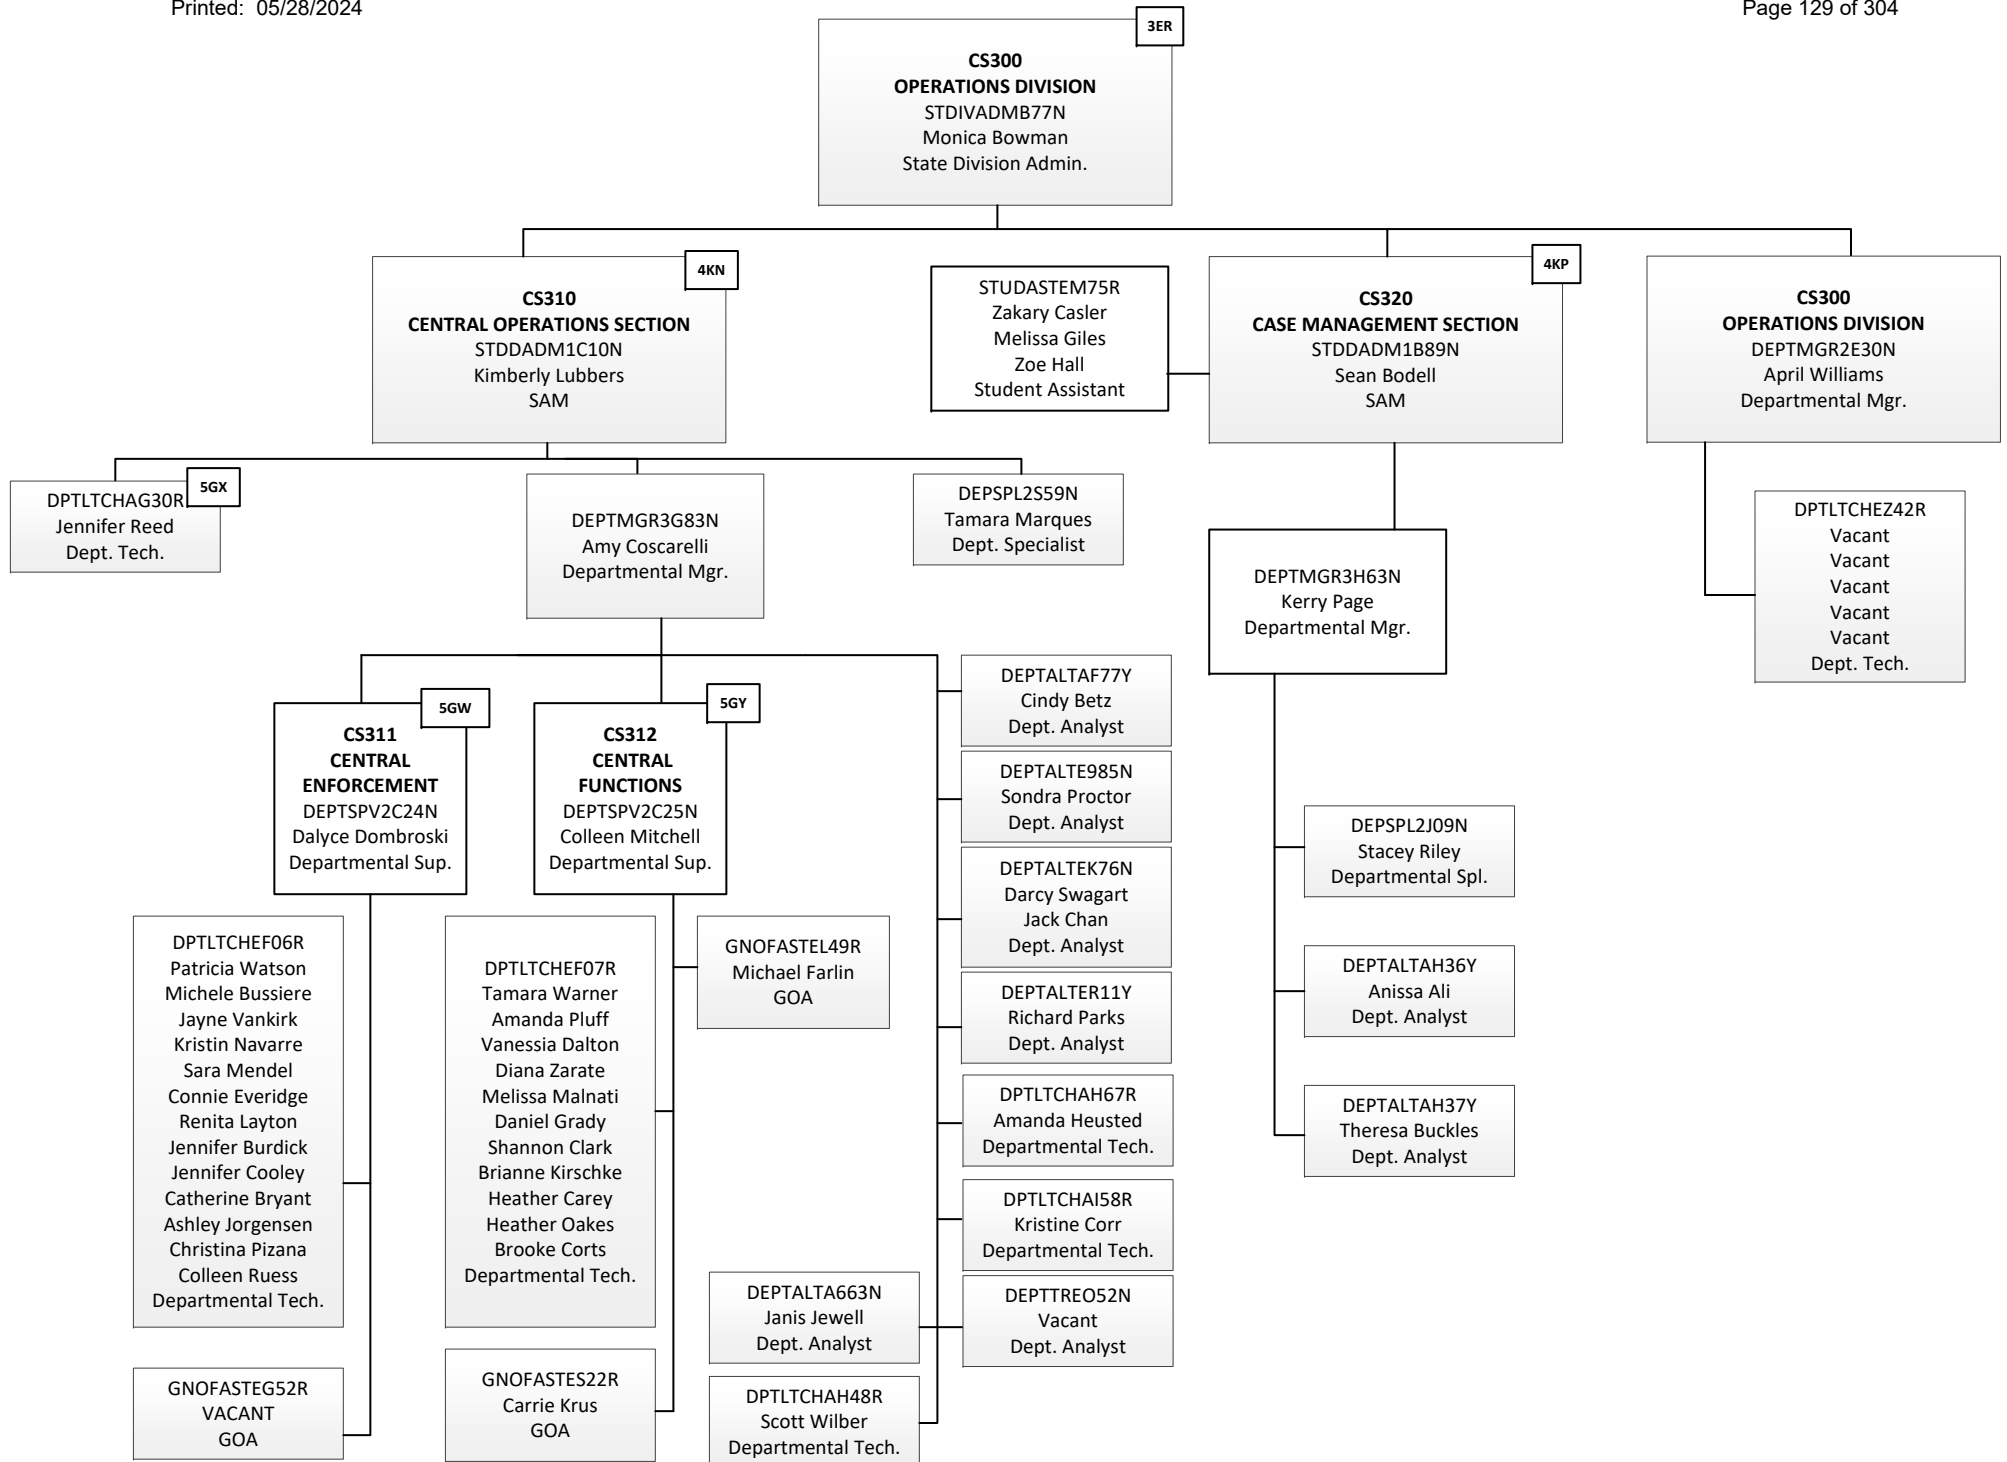 Printed: 05/28/2024
Page 129 of 304
3ER
CS300
OPERATIONS DIVISION
STDIVADMB77N
Monica Bowman
State Division Admin.
4KN
CS310
CENTRAL OPERATIONS SECTION
STDDADM1C10N
Kimberly Lubbers
SAM
STUDASTEM75R
Zakary Casler
Melissa Giles
Zoe Hall
Student Assistant
4KP
CS320
CASE MANAGEMENT SECTION
STDDADM1B89N
Sean Bodell
SAM
CS300
OPERATIONS DIVISION
DEPTMGR2E30N
April Williams
Departmental Mgr.
5GX
DPTLTCHAG30R
Jennifer Reed
Dept. Tech.
DEPTMGR3G83N
Amy Coscarelli
Departmental Mgr.
DEPSPL2S59N
Tamara Marques
Dept. Specialist
DEPTMGR3H63N
Kerry Page
Departmental Mgr.
DPTLTCHEZ42R
Vacant
Vacant
Vacant
Vacant
Vacant
Dept. Tech.
5GW
CS311
CENTRAL
ENFORCEMENT
DEPTSPV2C24N
Dalyce Dombroski
Departmental Sup.
5GY
CS312
CENTRAL
FUNCTIONS
DEPTSPV2C25N
Colleen Mitchell
Departmental Sup.
DEPTALTAF77Y
Cindy Betz
Dept. Analyst
DEPTALTE985N
Sondra Proctor
Dept. Analyst
DEPTALTEK76N
Darcy Swagart
Jack Chan
Dept. Analyst
DEPTALTER11Y
Richard Parks
Dept. Analyst
DPTLTCHAH67R
Amanda Heusted
Departmental Tech.
DPTLTCHAI58R
Kristine Corr
Departmental Tech.
DEPTTREO52N
Vacant
Dept. Analyst
DEPSPL2J09N
Stacey Riley
Departmental Spl.
DEPTALTAH36Y
Anissa Ali
Dept. Analyst
DEPTALTAH37Y
Theresa Buckles
Dept. Analyst
DPTLTCHEF06R
Patricia Watson
Michele Bussiere
Jayne Vankirk
Kristin Navarre
Sara Mendel
Connie Everidge
Renita Layton
Jennifer Burdick
Jennifer Cooley
Catherine Bryant
Ashley Jorgensen
Christina Pizana
Colleen Ruess
Departmental Tech.
DPTLTCHEF07R
Tamara Warner
Amanda Pluff
Vanessia Dalton
Diana Zarate
Melissa Malnati
Daniel Grady
Shannon Clark
Brianne Kirschke
Heather Carey
Heather Oakes
Brooke Corts
Departmental Tech.
GNOFASTEL49R
Michael Farlin
GOA
DEPTALTA663N
Janis Jewell
Dept. Analyst
GNOFASTEG52R
VACANT
GOA
GNOFASTES22R
Carrie Krus
GOA
DPTLTCHAH48R
Scott Wilber
Departmental Tech.